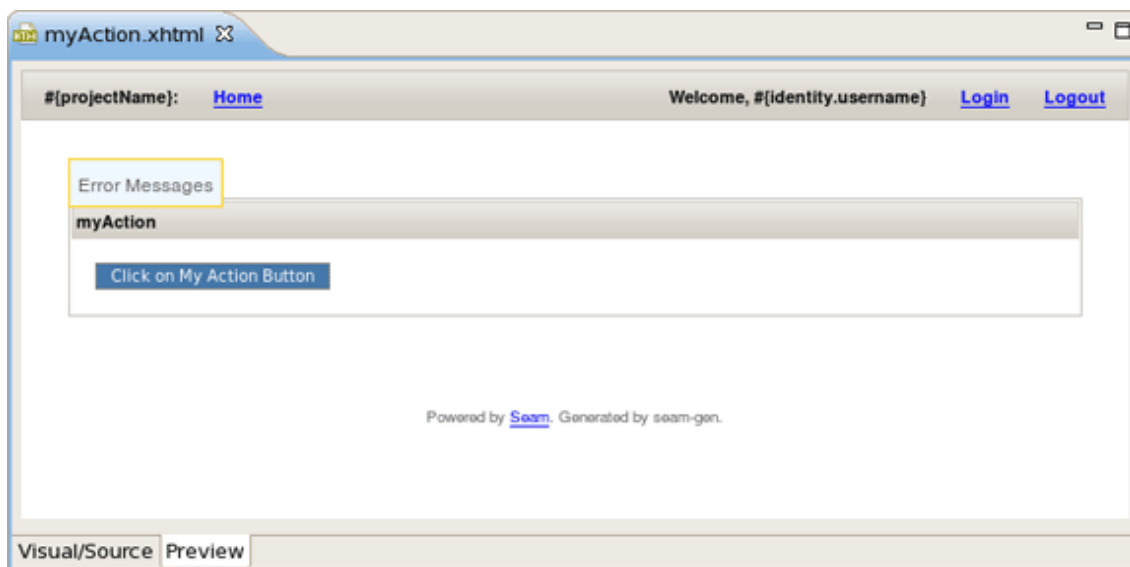 myAction.xhtml
#{projectName}: Home Welcome, #{identity.username} Login Logout
Error Messages
myAction
Click on My Action Button
Powered by Seam. Generated by seam-gen.
Visual/Source Preview